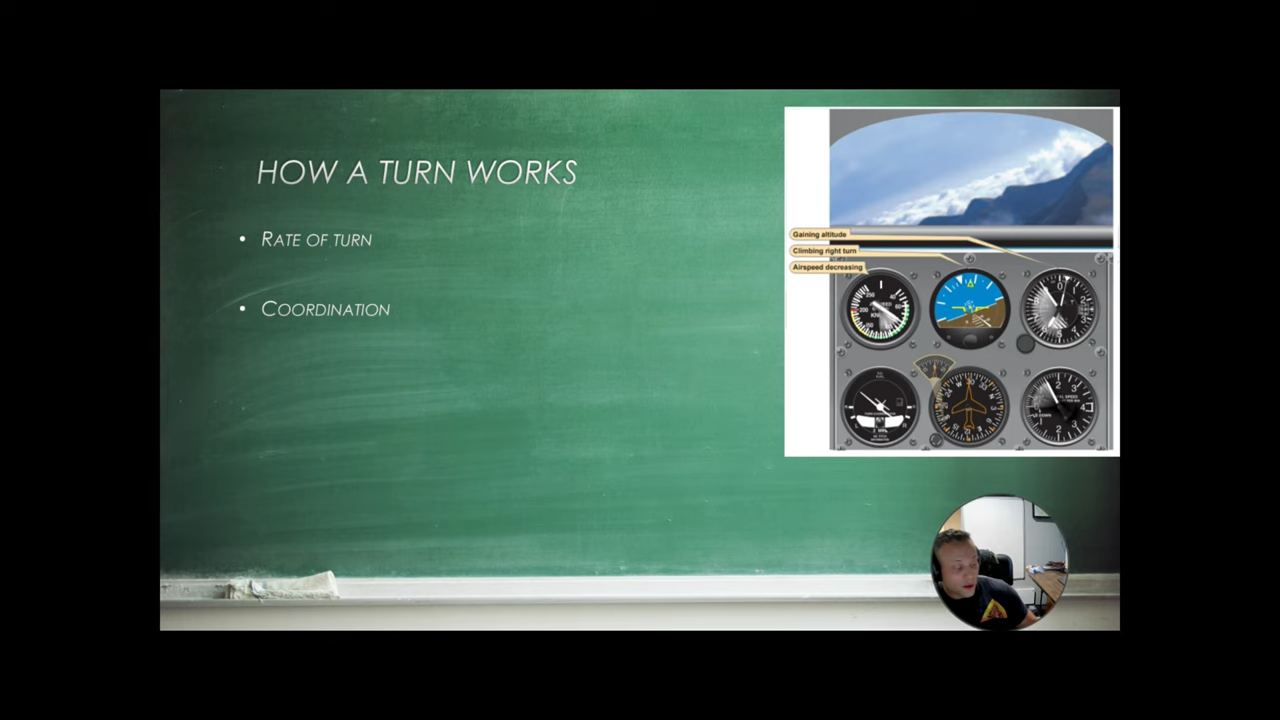 HOW A TURN WORKS
• RATE OF TURN
• COORDINATION
Gaining altitude
Climbing right turn
Airspeed decreasing